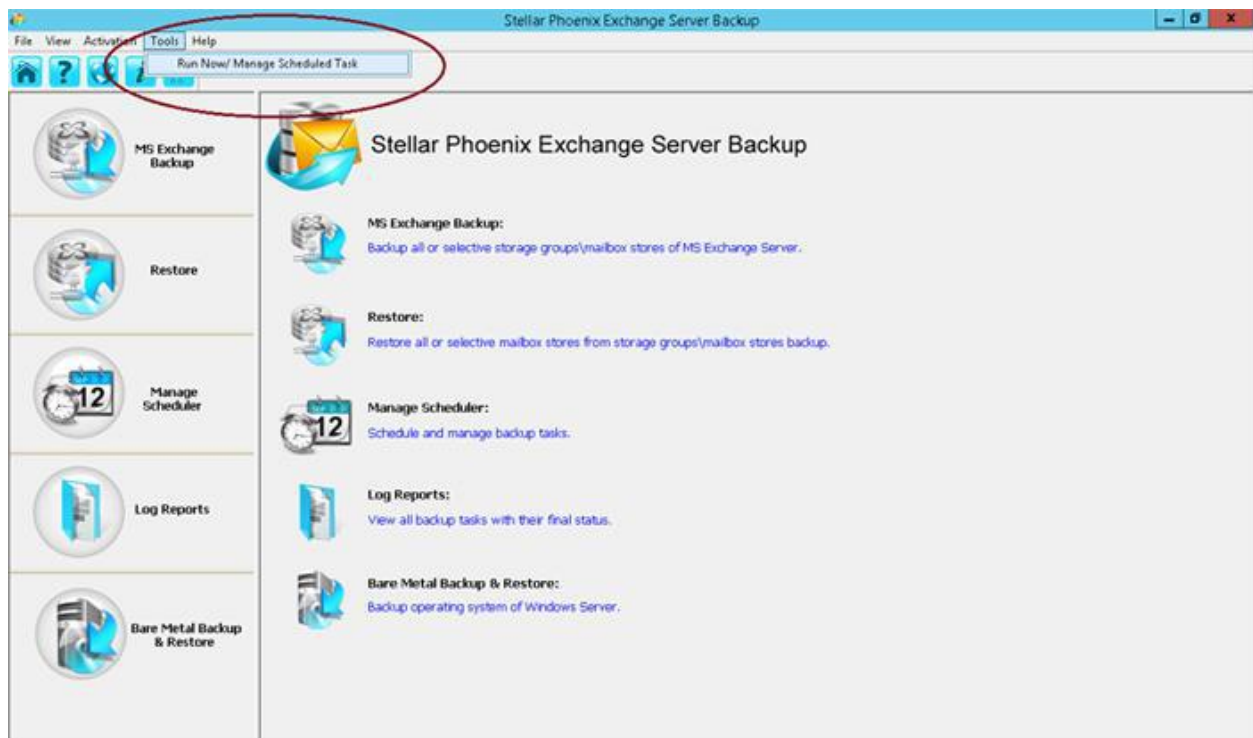 Stellar Phoenix Exchange Server Backup
File View Activation Tools Help
Run Now/ Manage Scheduled Task
MS Exchange
Backup
Restore
Manage
Scheduler
12
Log Reports
Bare Metal Backup
& Restore
Stellar Phoenix Exchange Server Backup
MS Exchange Backup:
Backup all or selective storage groups\mailbox stores of MS Exchange Server.
Restore:
Restore all or selective mailbox stores from storage groups\mailbox stores backup.
12
Manage Scheduler:
Schedule and manage backup tasks.
Log Reports:
View all backup tasks with their final status.
Bare Metal Backup & Restore:
Backup operating system of Windows Server.